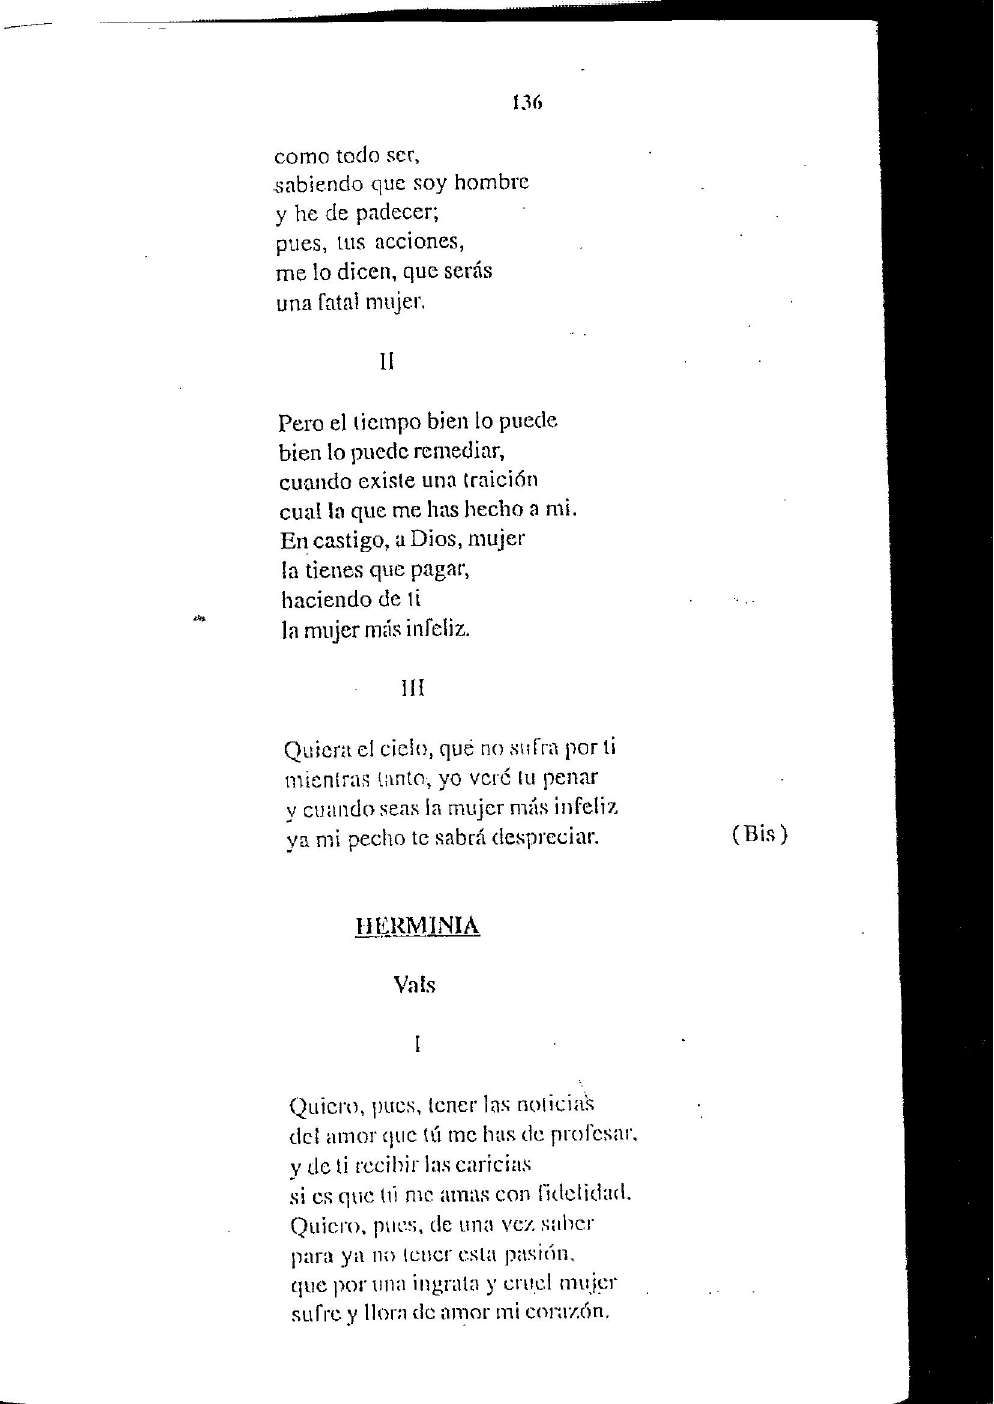 136
como todo ser,
sabiendo que soy hombre
y he de padecer;
pues, tus acciones,
me lo dicen, que serás
una fatal mujer.
II
Pero el tiempo bien lo puede
bien lo puede remediar,
cuando existe una traición
cual la que me has hecho a mi.
En castigo, a Dios, mujer
la tienes que pagar,
haciendo de ti
la mujer más infeliz.
III
Quiera el cielo, que no sufra por ti
mientras tanto, yo veré tu penar
y cuando seas la mujer más infeliz
ya mi pecho te sabrá despreciar. (Bis)
HERMINIA
Vals
I
Quiero, pues, tener las noticias
del amor que tú me has de profesar,
y de ti recibir las caricias
si es que tú me amas con fidelidad.
Quiero, pues, de una vez saber
para ya no tener esta pasión,
que por una ingrata y cruel mujer
sufre y llora de amor mi corazón.